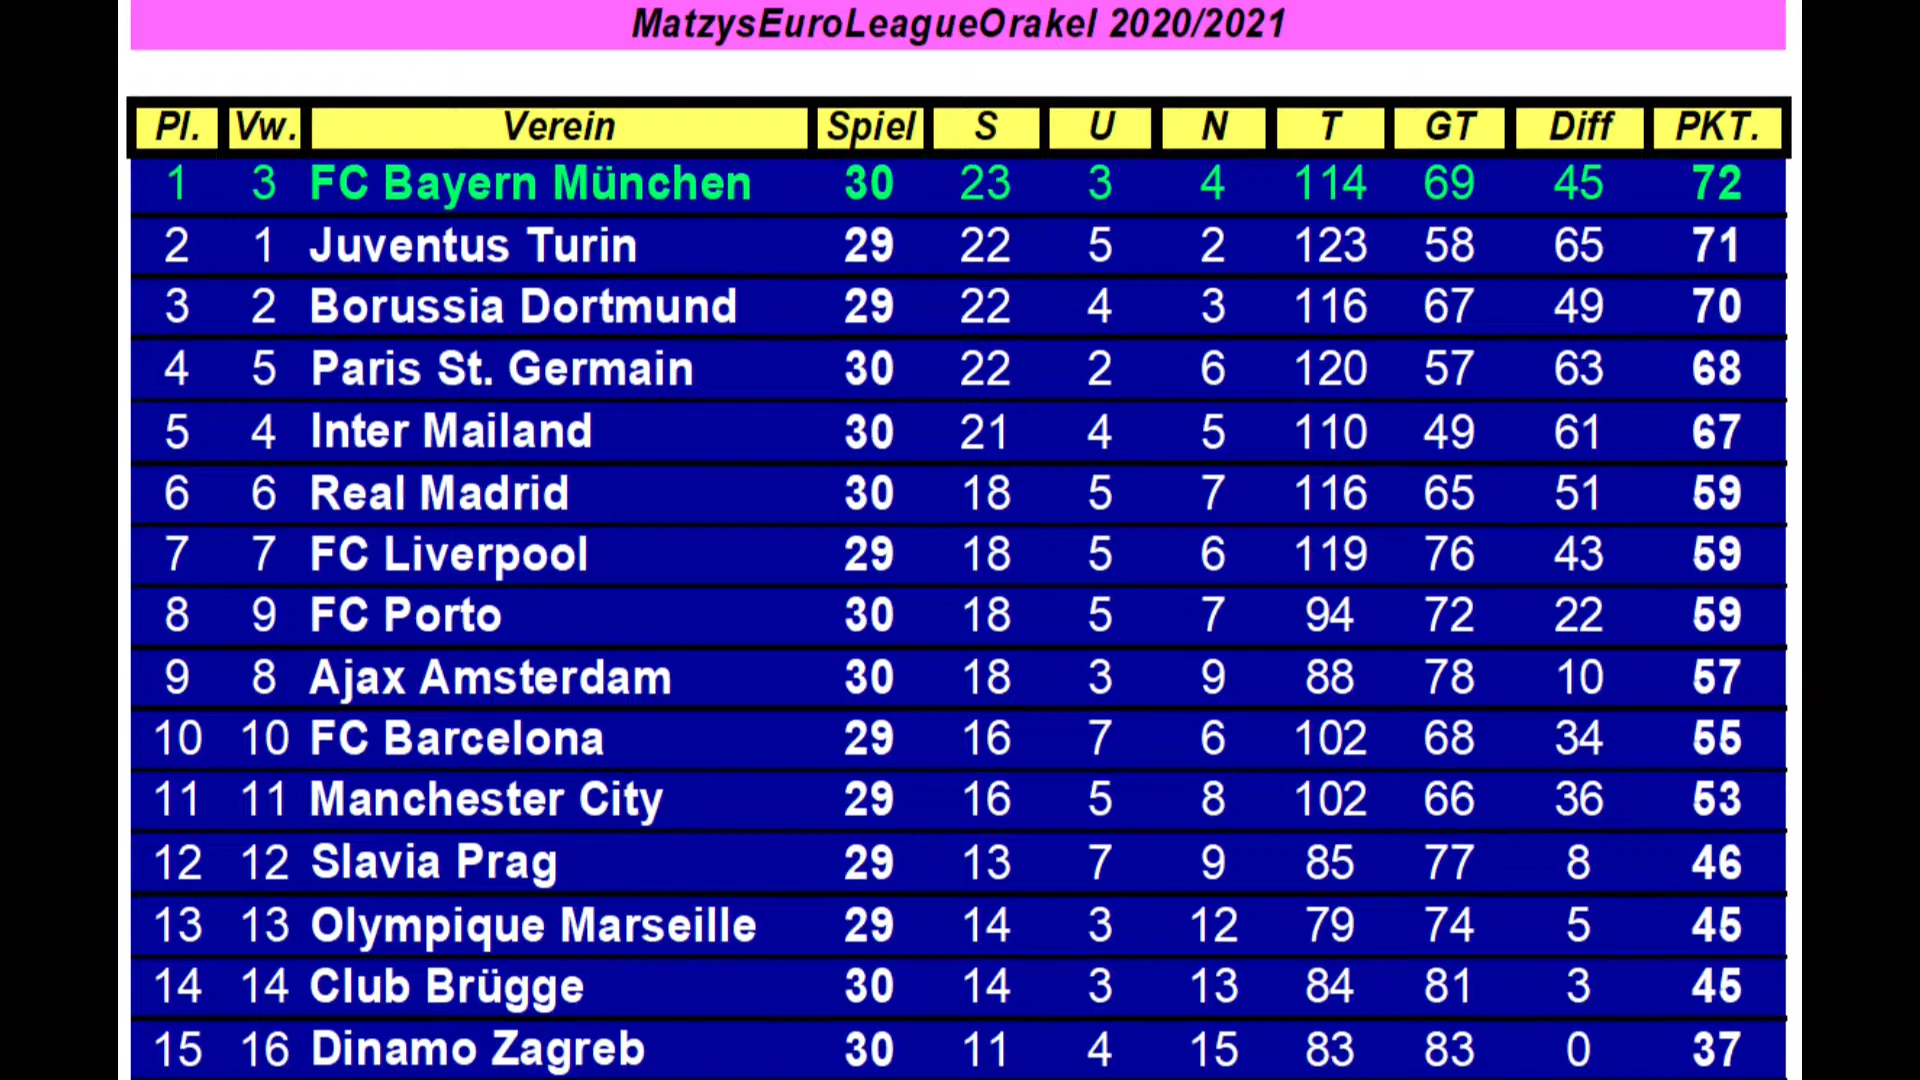 MatzysEuroLeagueOrakel 2020/2021
Pl. Vw. Verein Spiel S U N T GT Diff PKT.
1 3 FC Bayern München 30 23 3 4 114 69 45 72
2 1 Juventus Turin 29 22 5 2 123 58 65 71
3 2 Borussia Dortmund 29 22 4 3 116 67 49 70
4 5 Paris St. Germain 30 22 2 6 120 57 63 68
5 4 Inter Mailand 30 21 4 5 110 49 61 67
6 6 Real Madrid 30 18 5 7 116 65 51 59
7 7 FC Liverpool 29 18 5 6 119 76 43 59
8 9 FC Porto 30 18 5 7 94 72 22 59
9 8 Ajax Amsterdam 30 18 3 9 88 78 10 57
10 10 FC Barcelona 29 16 7 6 102 68 34 55
11 11 Manchester City 29 16 5 8 102 66 36 53
12 12 Slavia Prag 29 13 7 9 85 77 8 46
13 13 Olympique Marseille 29 14 3 12 79 74 5 45
14 14 Club Brügge 30 14 3 13 84 81 3 45
15 16 Dinamo Zagreb 30 11 4 15 83 83 0 37